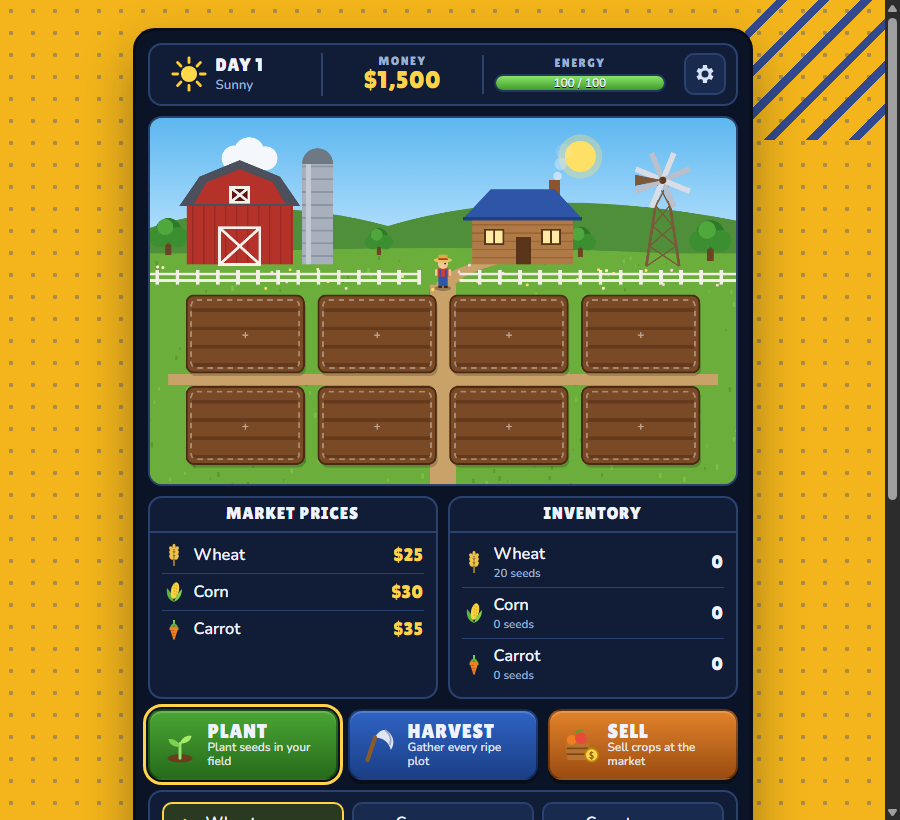 DAY 1
Sunny
MONEY
$1,500
ENERGY
100 / 100
+ + + +
+ + + +
MARKET PRICES
Wheat $25
Corn $30
Carrot $35
INVENTORY
Wheat 0
20 seeds
Corn 0
0 seeds
Carrot 0
0 seeds
PLANT
Plant seeds in your
field
HARVEST
Gather every ripe
plot
SELL
Sell crops at the
market